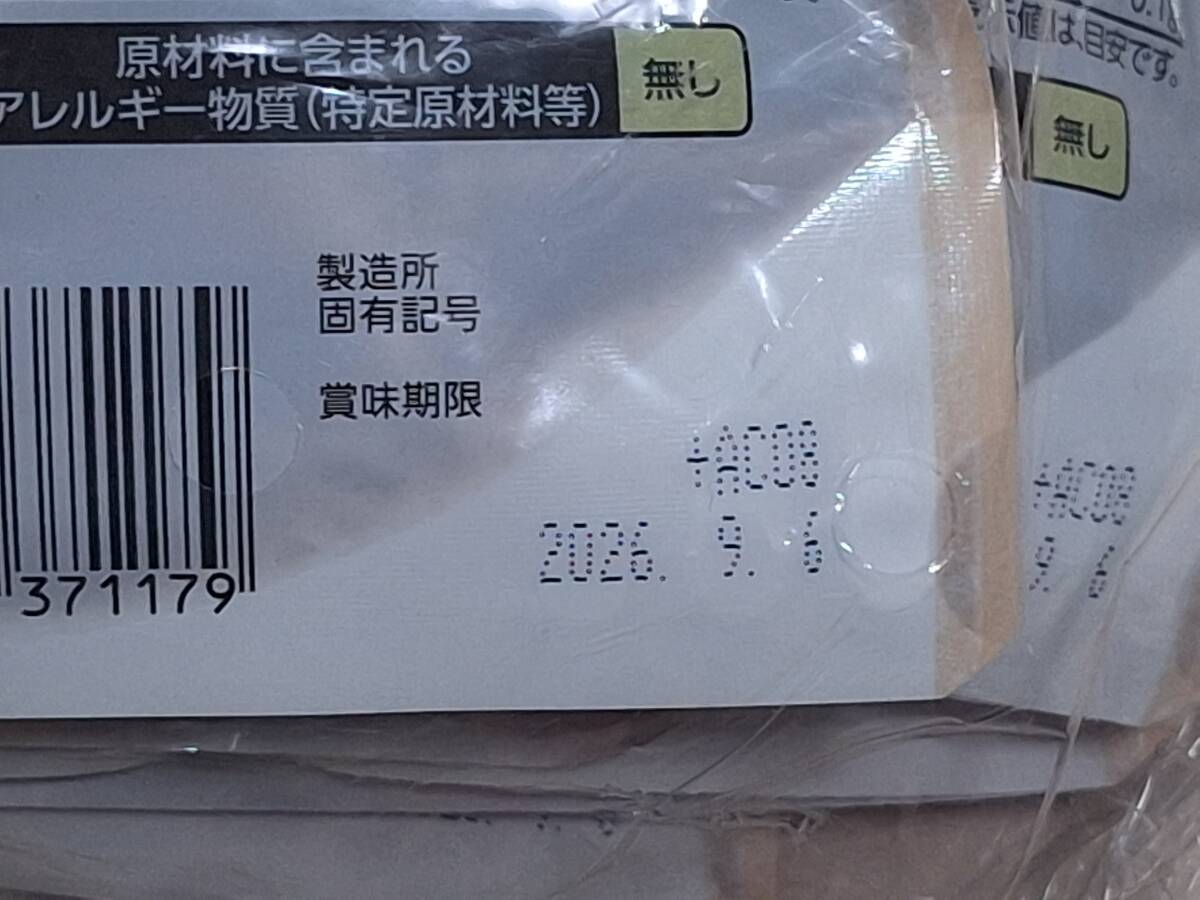 原材料に含まれる
アレルギー物質(特定原材料等)
無し
値は、目安です。
無し
製造所
固有記号
賞味期限
+AC08
2026. 9. 6
371179
+AC08
9. 6